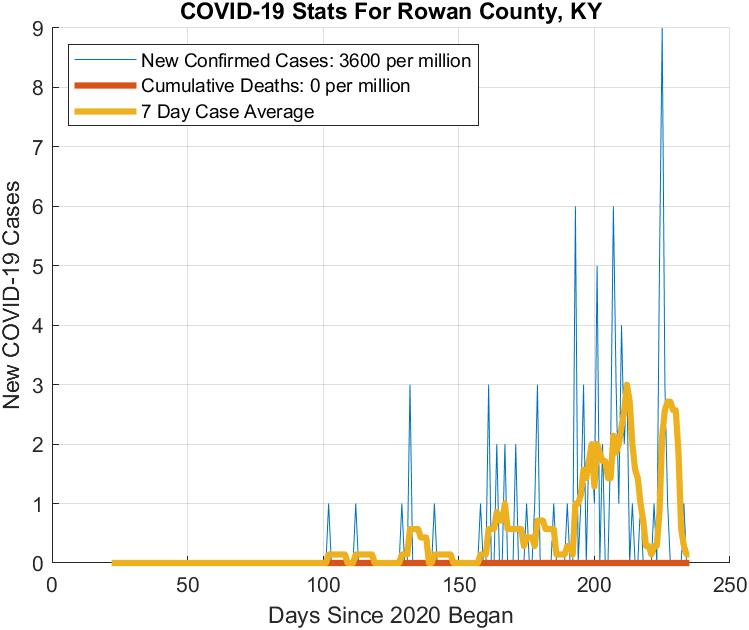 COVID-19 Stats For Rowan County, KY
New Confirmed Cases: 3600 per million
Cumulative Deaths: 0 per million
7 Day Case Average
New COVID-19 Cases
9
8
7
6
5
4
3
2
1
0
0 50 100 150 200 250
Days Since 2020 Began